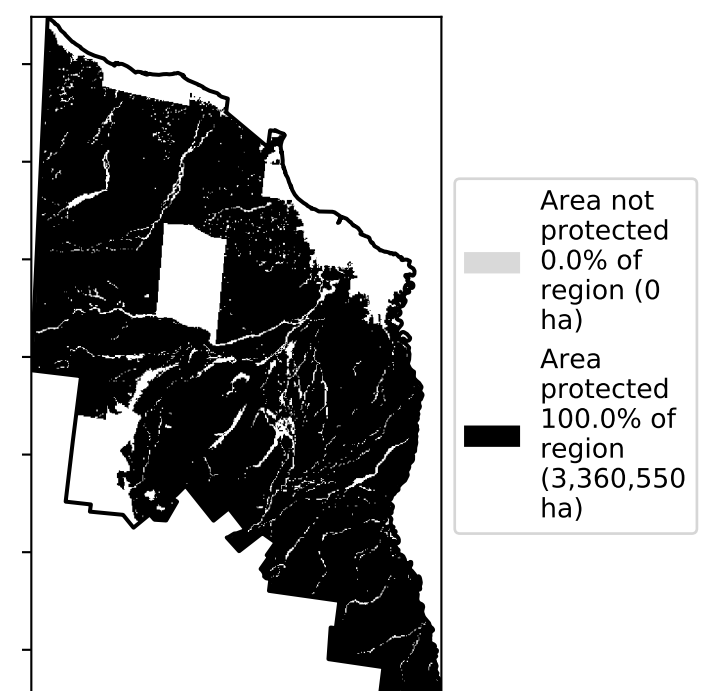 Area not
protected
0.0% of
region (0
ha)
Area
protected
100.0% of
region
(3,360,550
ha)